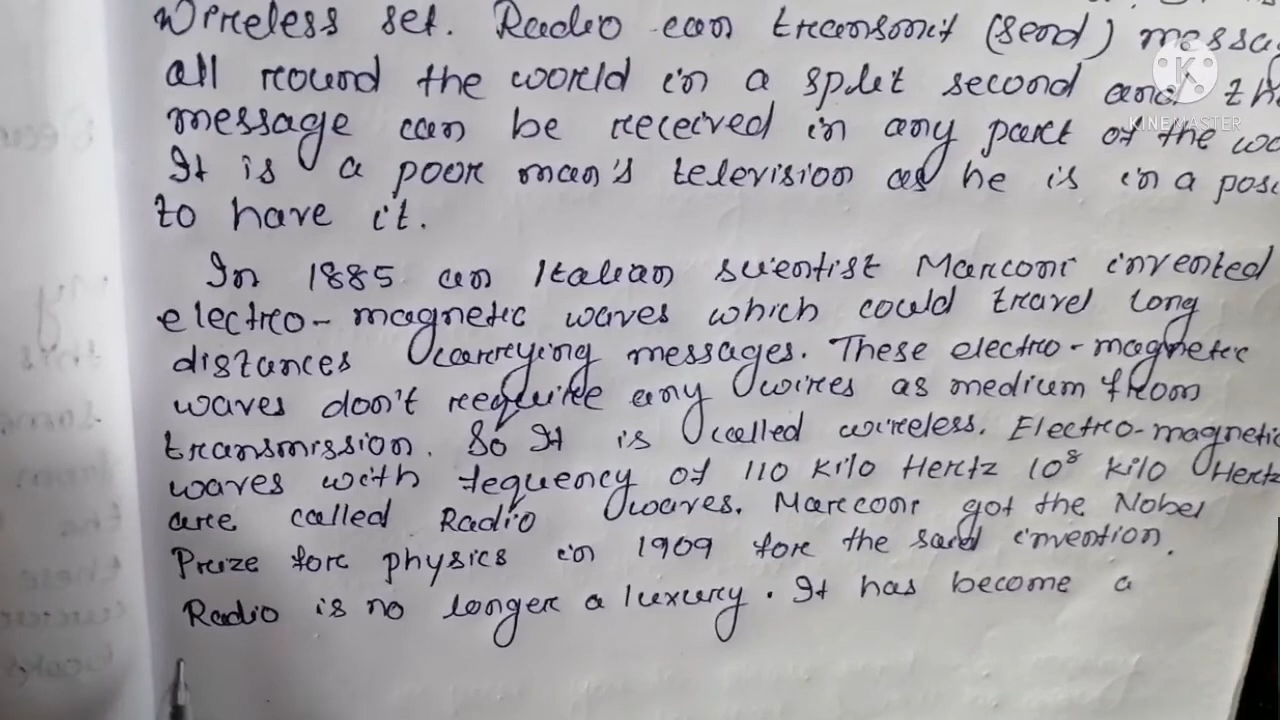 Wireless set. Radio can transmit (send) messag
all round the world in a split second and the
message can be received in any part of the wo
It is a poor man's television as he is in a posi
to have it.
In 1885 an Italian scientist Marconi invented
electro-magnetic waves which could travel long
distances carrying messages. These electro-magnetic
waves don't require any wires as medium from
transmission. So It is called wireless. Electro-magnetic
waves with fequency of 110 Kilo Hertz 10⁸ Kilo Hertz
are called Radio waves. Marconi got the Nobel
Prize for physics in 1909 for the said invention.
Radio is no longer a luxury. It has become a
KINEMASTER